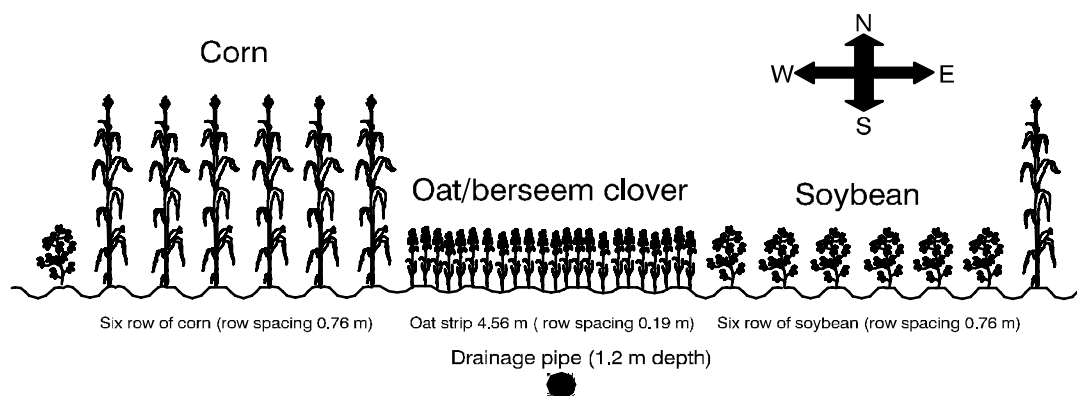 Corn
N
W E
S
Oat/berseem clover
Soybean
Six row of corn (row spacing 0.76 m)
Oat strip 4.56 m ( row spacing 0.19 m)
Six row of soybean (row spacing 0.76 m)
Drainage pipe (1.2 m depth)